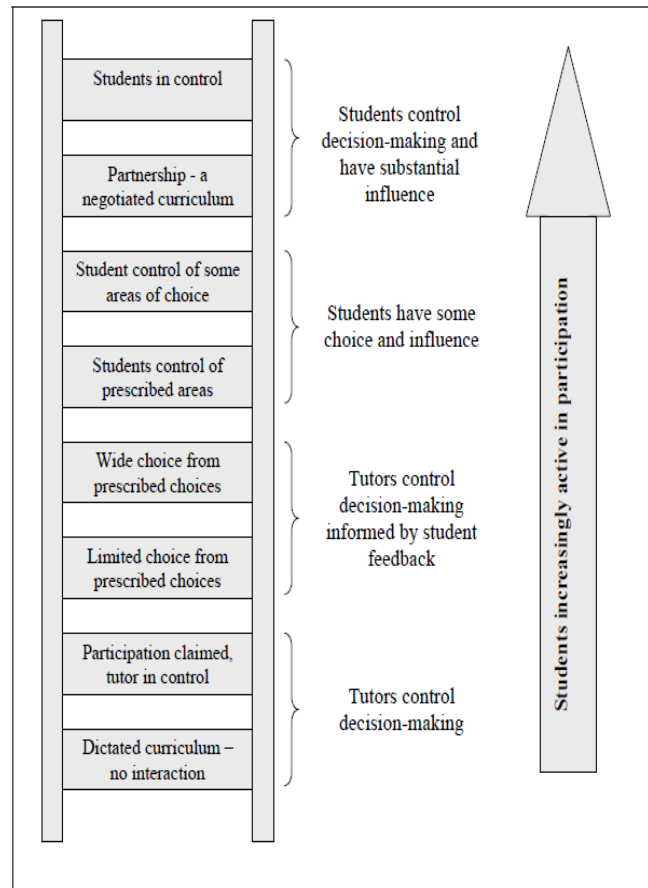 Students in control
Partnership - a
negotiated curriculum
Students control
decision-making and
have substantial
influence
Student control of some
areas of choice
Students control of
prescribed areas
Students have some
choice and influence
Wide choice from
prescribed choices
Limited choice from
prescribed choices
Tutors control
decision-making
informed by student
feedback
Participation claimed,
tutor in control
Dictated curriculum –
no interaction
Tutors control
decision-making
Students increasingly active in participation